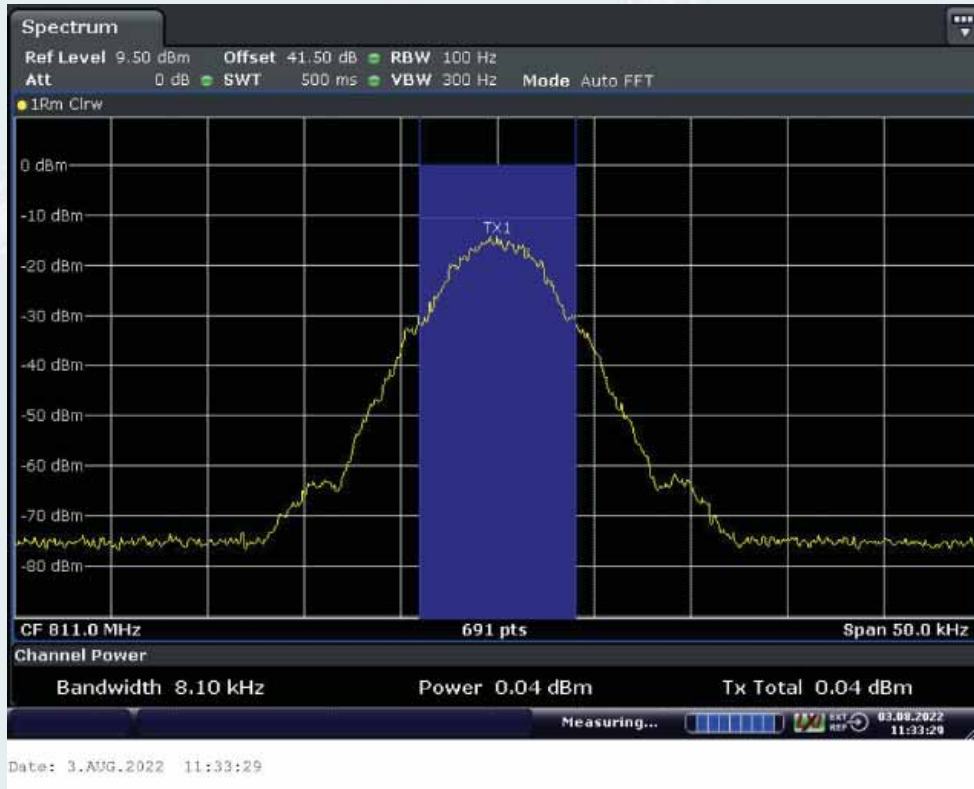 Spectrum
Ref Level 9.50 dBm Offset 41.50 dB RBW 100 Hz
Att 0 dB SWT 500 ms VBW 300 Hz Mode Auto FFT
1Rm Clrw
0 dBm
-10 dBm
TX1
-20 dBm
-30 dBm
-40 dBm
-50 dBm
-60 dBm
-70 dBm
-80 dBm
CF 811.0 MHz 691 pts Span 50.0 kHz
Channel Power
Bandwidth 8.10 kHz Power 0.04 dBm Tx Total 0.04 dBm
Measuring... LXI EXT REF 03.08.2022
11:33:29
Date: 3.AUG.2022 11:33:29